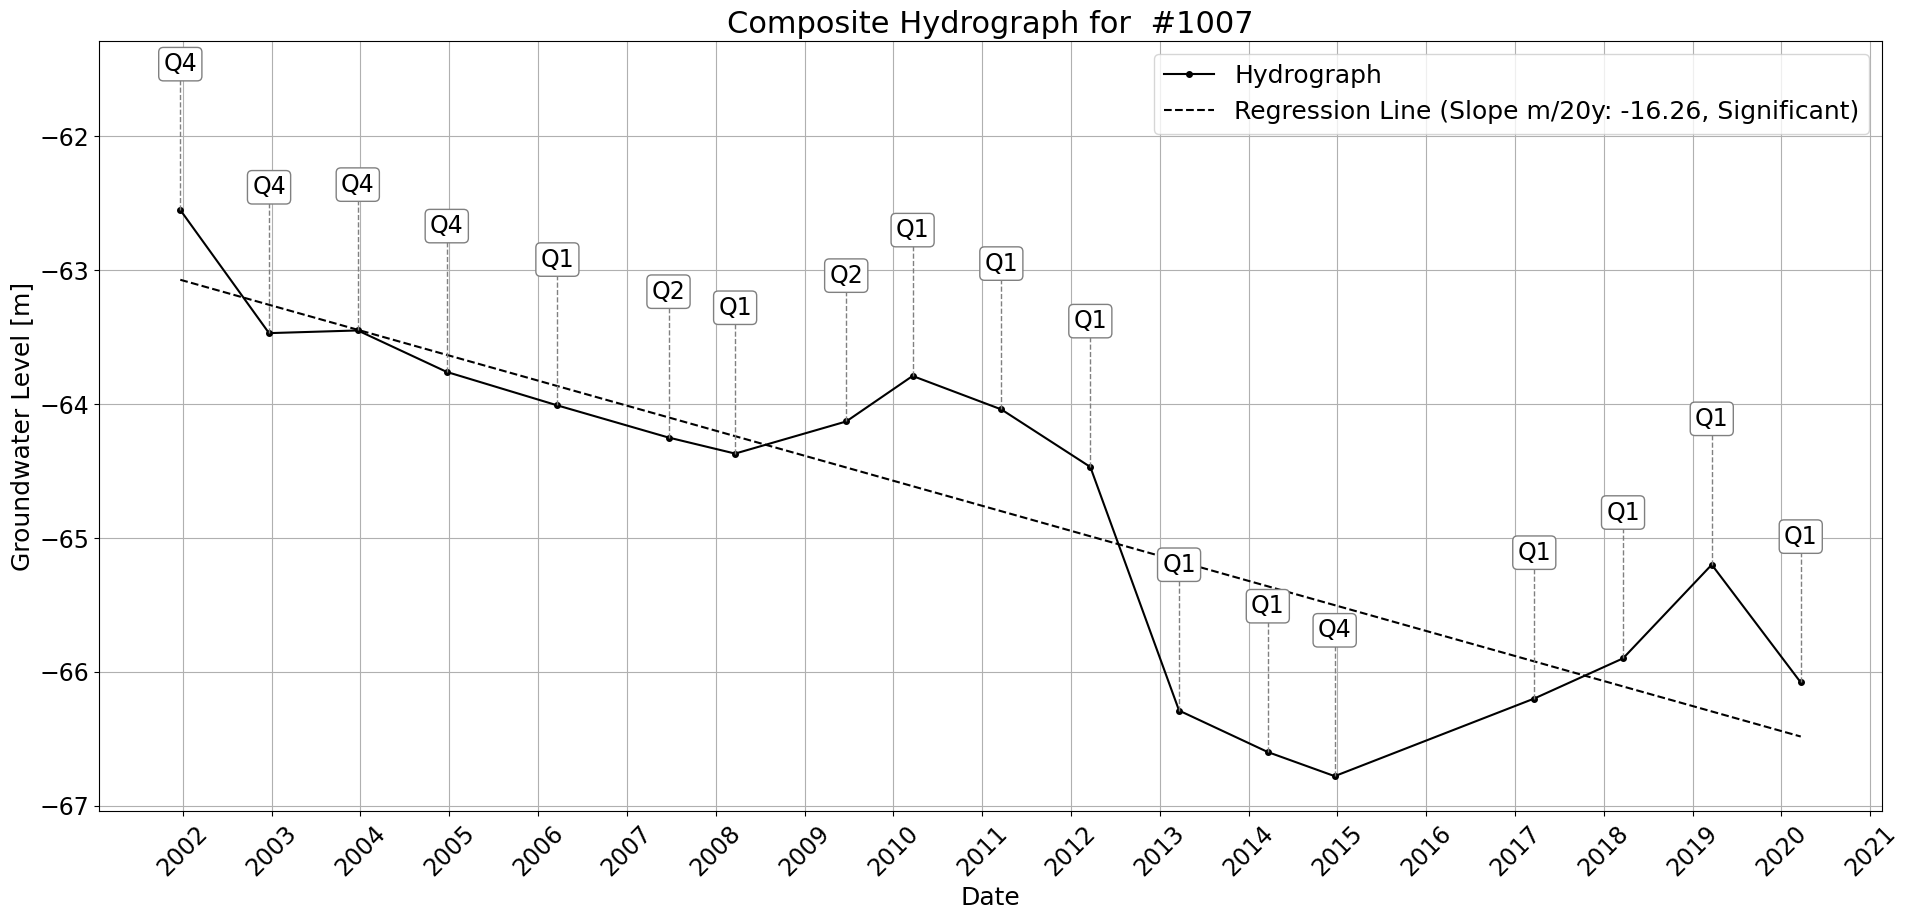 Composite Hydrograph for  #1007
Hydrograph
Regression Line (Slope m/20y: -16.26, Significant)
Groundwater Level [m]
−62
−63
−64
−65
−66
−67
Q4
Q4
Q4
Q4
Q1
Q2
Q1
Q2
Q1
Q1
Q1
Q1
Q1
Q4
Q1
Q1
Q1
Q1
2002
2003
2004
2005
2006
2007
2008
2009
2010
2011
2012
2013
2014
2015
2016
2017
2018
2019
2020
2021
Date